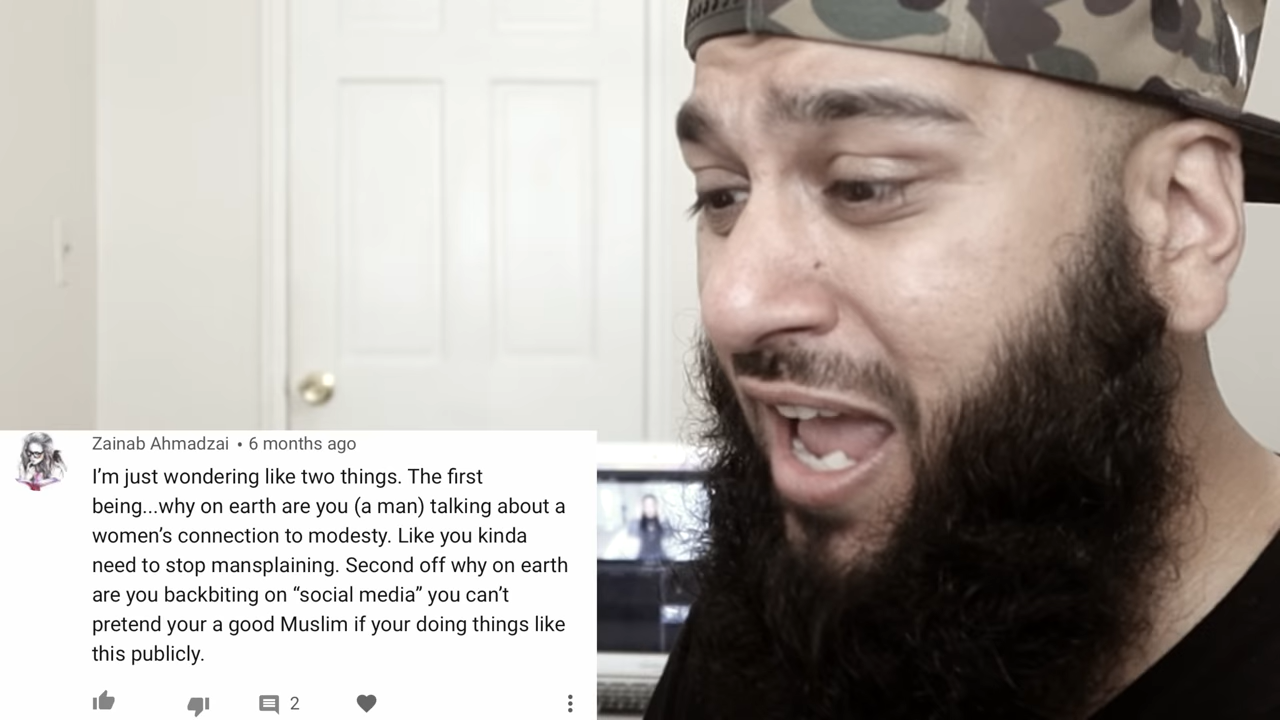 Zainab Ahmadzai • 6 months ago
I’m just wondering like two things. The first
being...why on earth are you (a man) talking about a
women’s connection to modesty. Like you kinda
need to stop mansplaining. Second off why on earth
are you backbiting on “social media” you can’t
pretend your a good Muslim if your doing things like
this publicly.
2